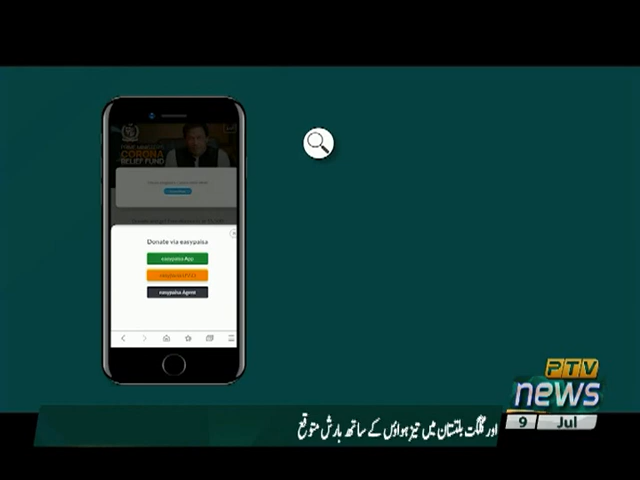 CORONA
RELIEF FUND
Donate via easypaisa
easypaisa App
easypaisa Agent
PTV
news
9 Jul
اور گلگت بلتستان میں تیز ہواؤں کے ساتھ بارش متوقع